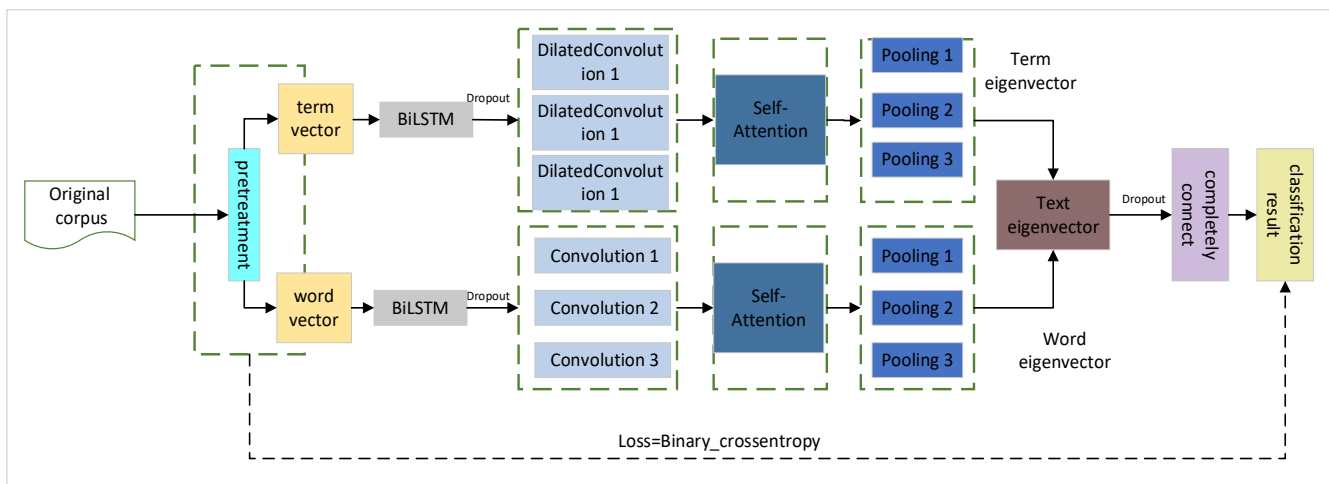 Original
corpus
pretreatment
term
vector
BiLSTM
Dropout
DilatedConvolut
ion 1
DilatedConvolut
ion 1
DilatedConvolut
ion 1
Self-
Attention
Pooling 1
Pooling 2
Pooling 3
Term
eigenvector
word
vector
BiLSTM
Dropout
Convolution 1
Convolution 2
Convolution 3
Self-
Attention
Pooling 1
Pooling 2
Pooling 3
Word
eigenvector
Text
eigenvector
Dropout
completely
connect
classification
result
Loss=Binary_crossentropy